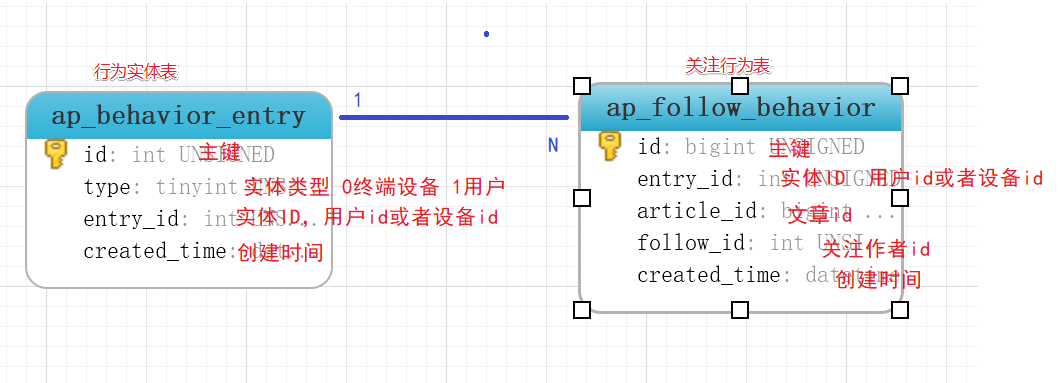 行为实体表
ap_behavior_entry
id: int UNSIGNED 主键
type: tinyint 实体类型 0终端设备 1用户
entry_id: int 实体ID，用户id或者设备id
created_time: 创建时间
1
N
关注行为表
ap_follow_behavior
id: bigint UNSIGNED 主键
entry_id: int UNSIGNED 实体ID 用户id或者设备id
article_id: bigint ... 文章id
follow_id: int UNSI... 关注作者id
created_time: datetime 创建时间